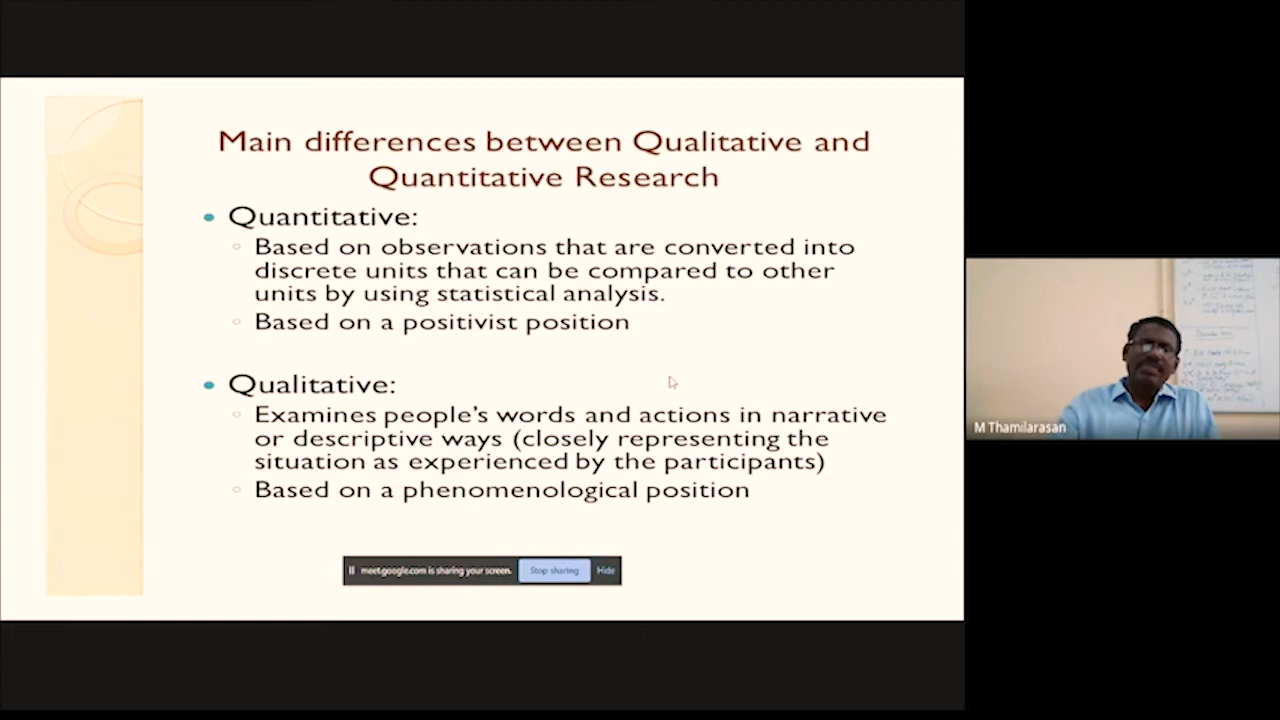 Main differences between Qualitative and
Quantitative Research
Quantitative:
Based on observations that are converted into
discrete units that can be compared to other
units by using statistical analysis.
Based on a positivist position
Qualitative:
Examines people's words and actions in narrative
or descriptive ways (closely representing the
situation as experienced by the participants)
Based on a phenomenological position
meet.google.com is sharing your screen.
Stop sharing
Hide
M Thamilarasan